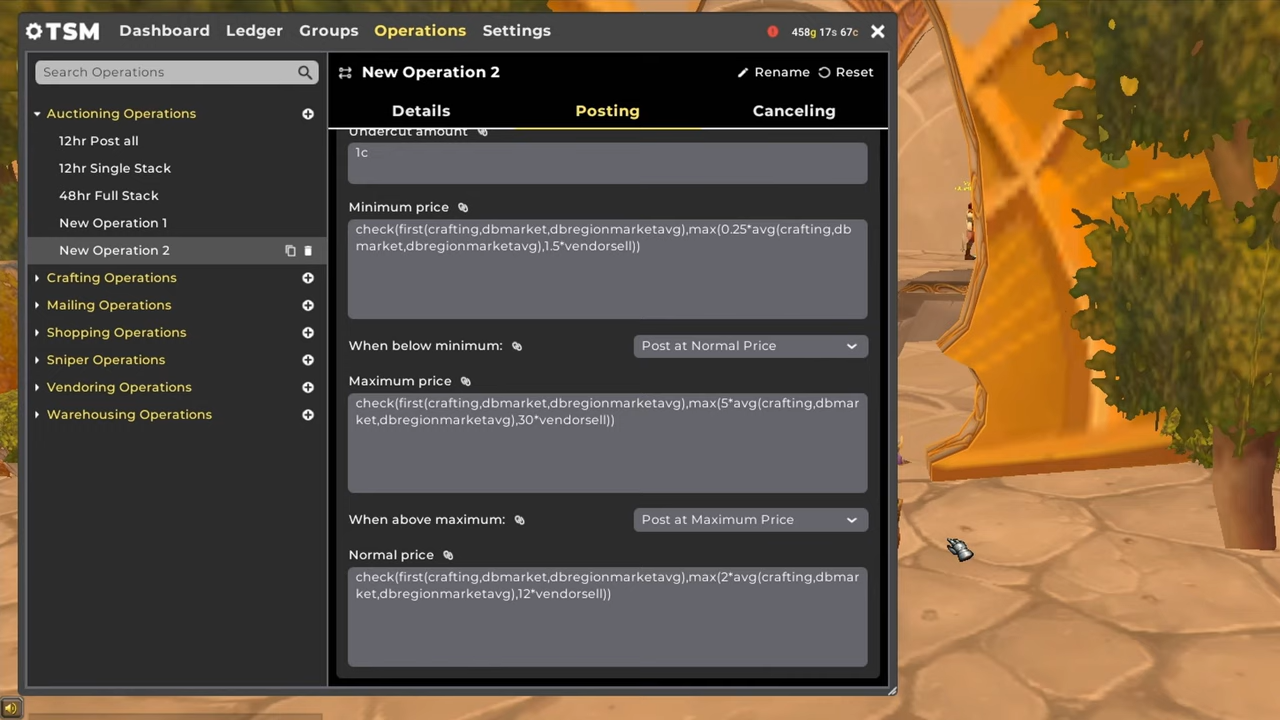 TSM Dashboard Ledger Groups Operations Settings 458g 17s 67c
Search Operations
New Operation 2 Rename Reset
Details Posting Canceling
Auctioning Operations
12hr Post all
12hr Single Stack
48hr Full Stack
New Operation 1
New Operation 2
Crafting Operations
Mailing Operations
Shopping Operations
Sniper Operations
Vendoring Operations
Warehousing Operations
Undercut amount
1c
Minimum price
check(first(crafting,dbmarket,dbregionmarketavg),max(0.25*avg(crafting,db
market,dbregionmarketavg),1.5*vendorsell))
When below minimum: Post at Normal Price
Maximum price
check(first(crafting,dbmarket,dbregionmarketavg),max(5*avg(crafting,dbmar
ket,dbregionmarketavg),30*vendorsell))
When above maximum: Post at Maximum Price
Normal price
check(first(crafting,dbmarket,dbregionmarketavg),max(2*avg(crafting,dbmar
ket,dbregionmarketavg),12*vendorsell))